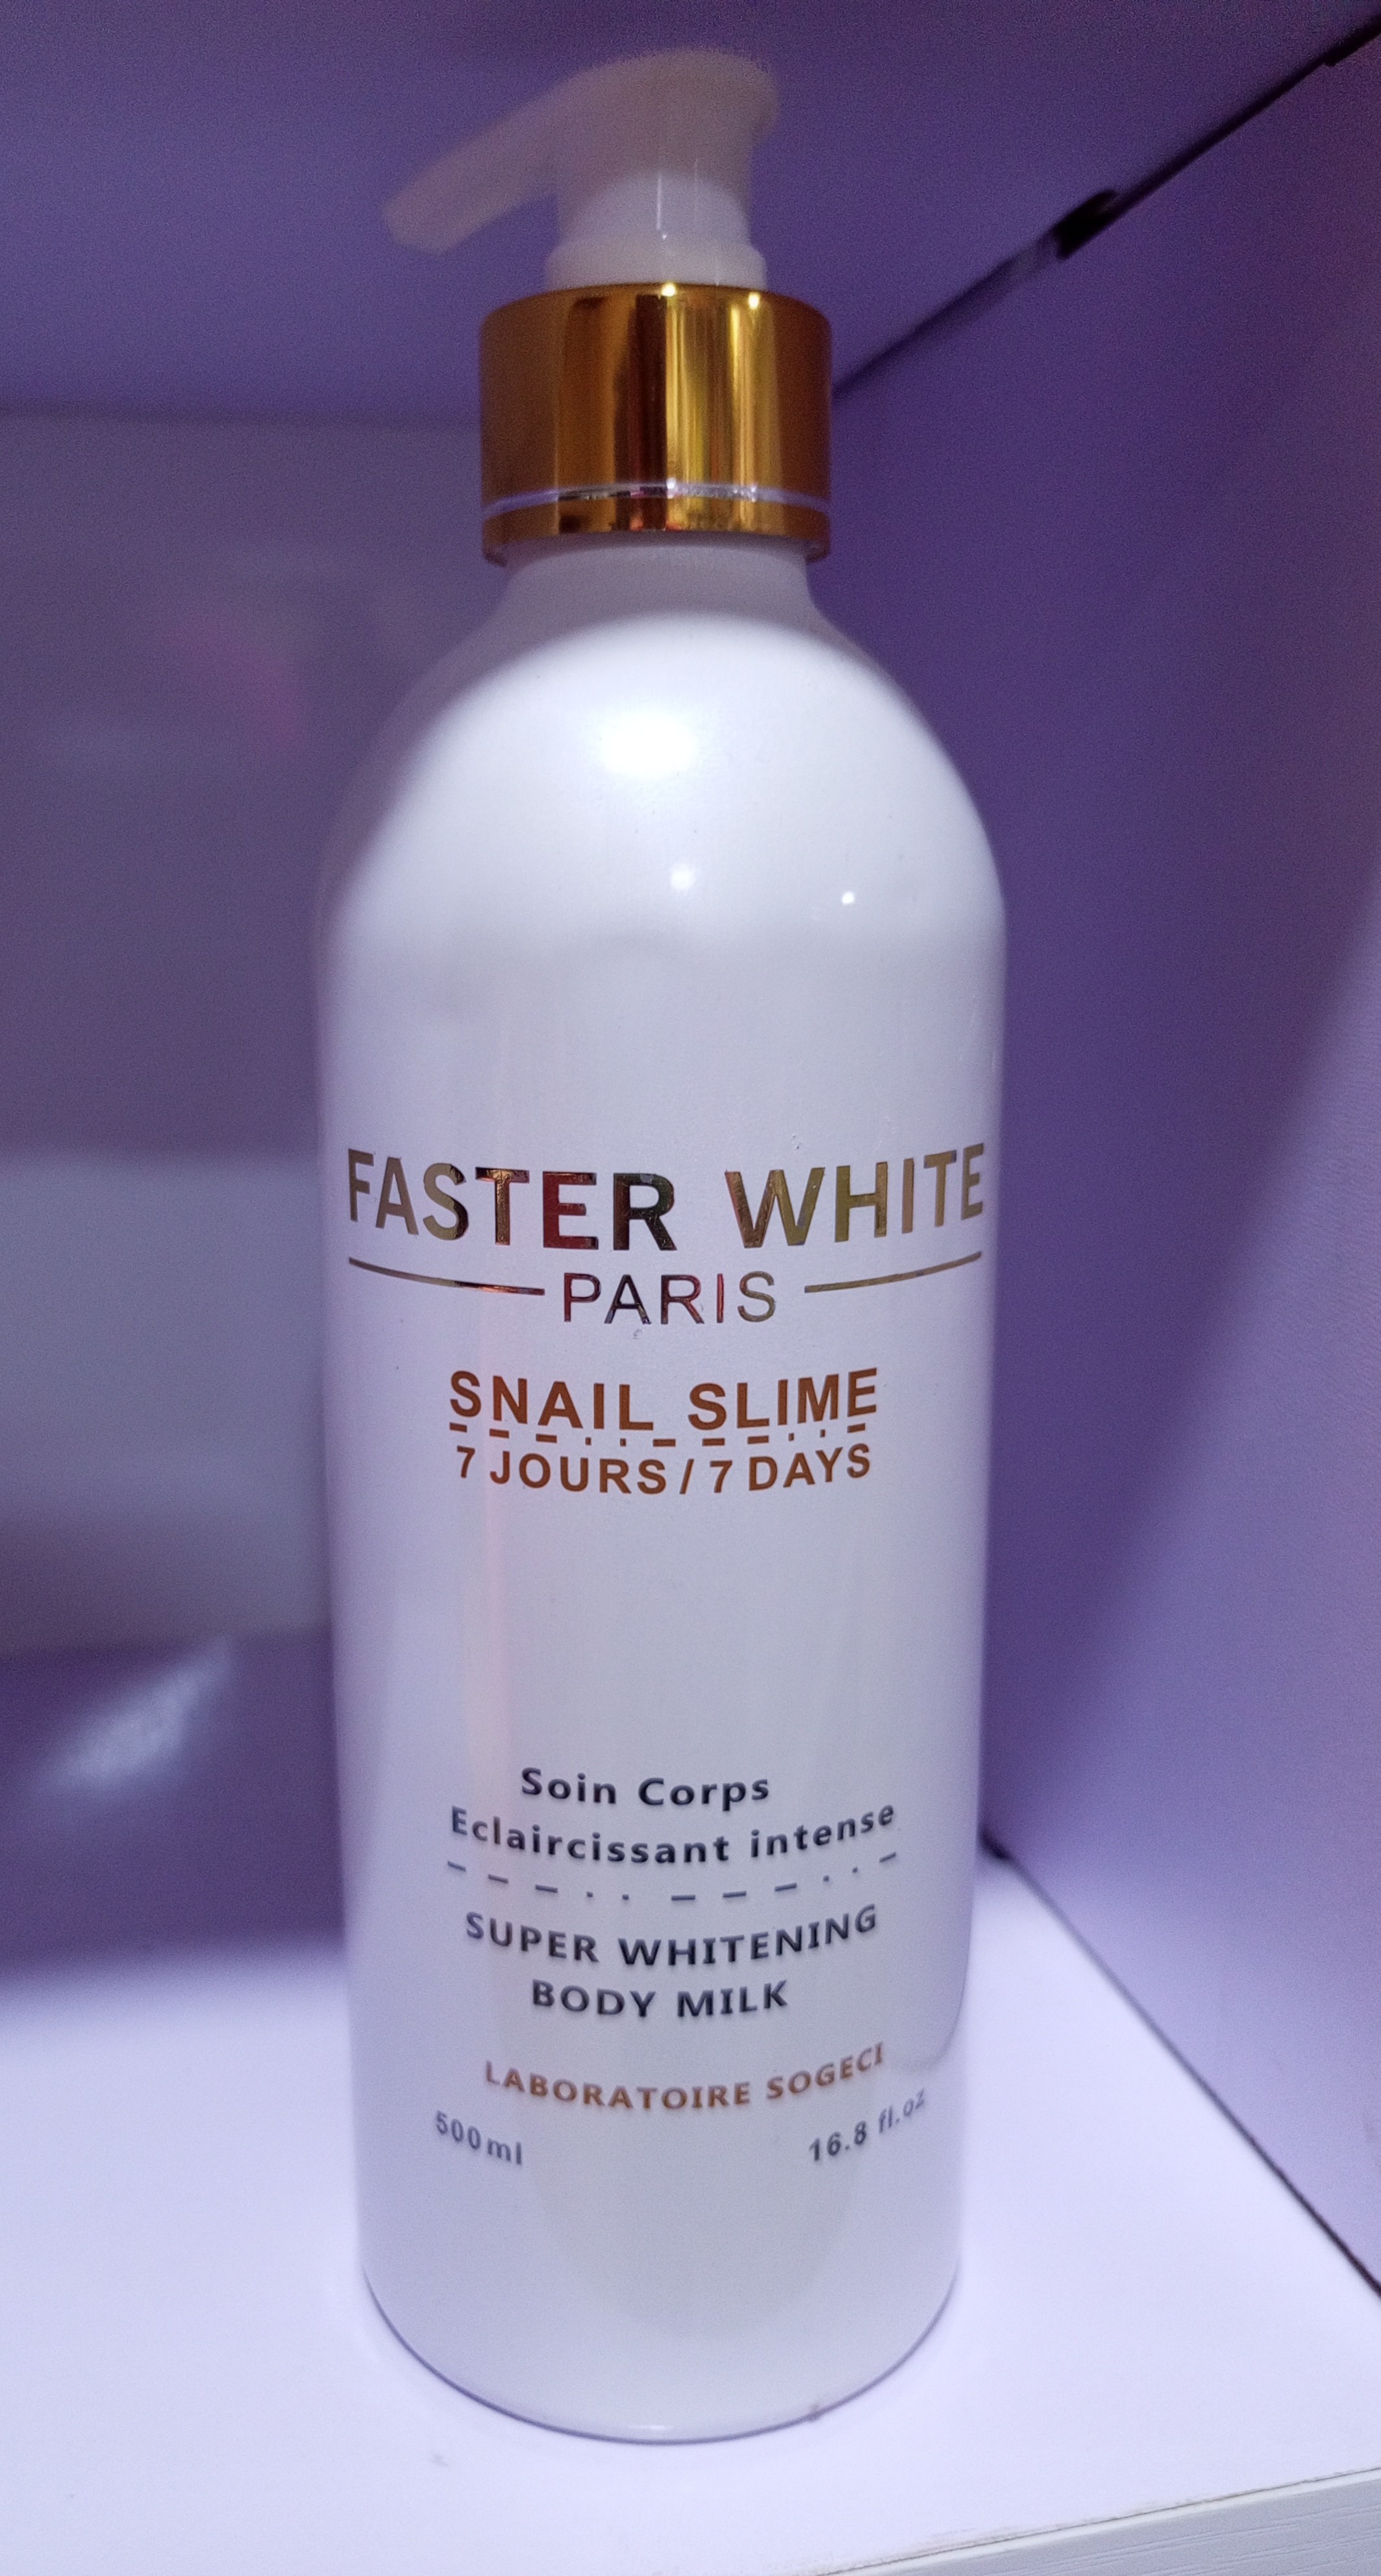 FASTER WHITE
PARIS
SNAIL SLIME
7 JOURS / 7 DAYS
Soin Corps
Eclaircissant intense
SUPER WHITENING
BODY MILK
LABORATOIRE SOGECI
500ml 16.8 fl.oz